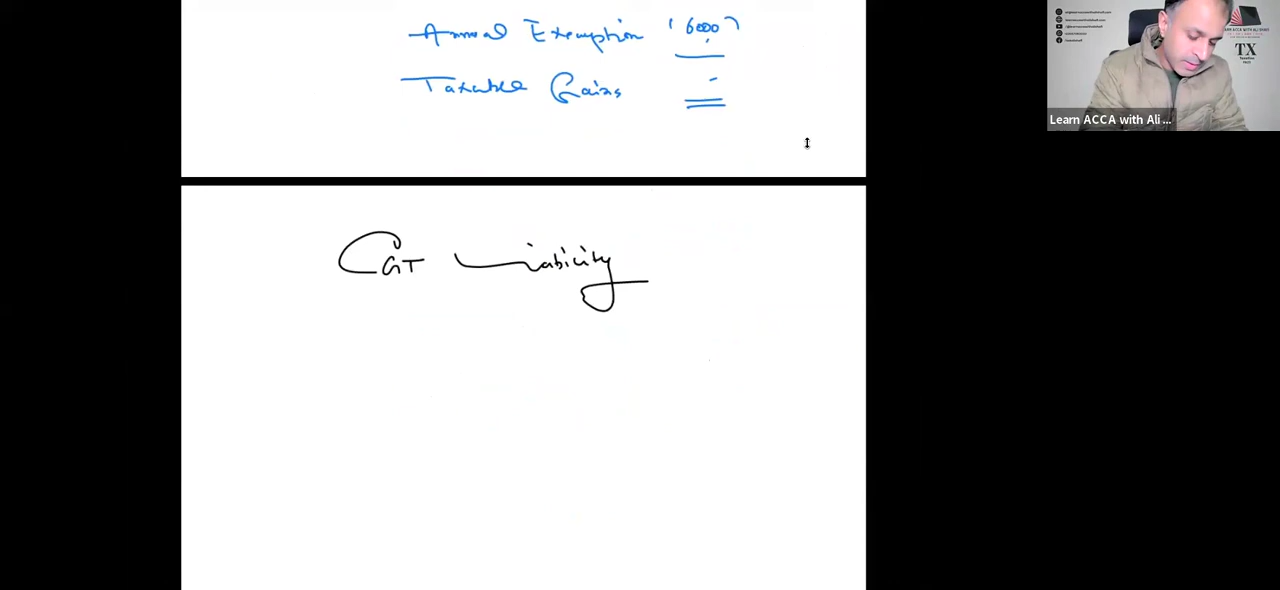 Annual Exemption (6000)
Taxable Gains -
CGT Liability
Learn ACCA with Ali ...
TX